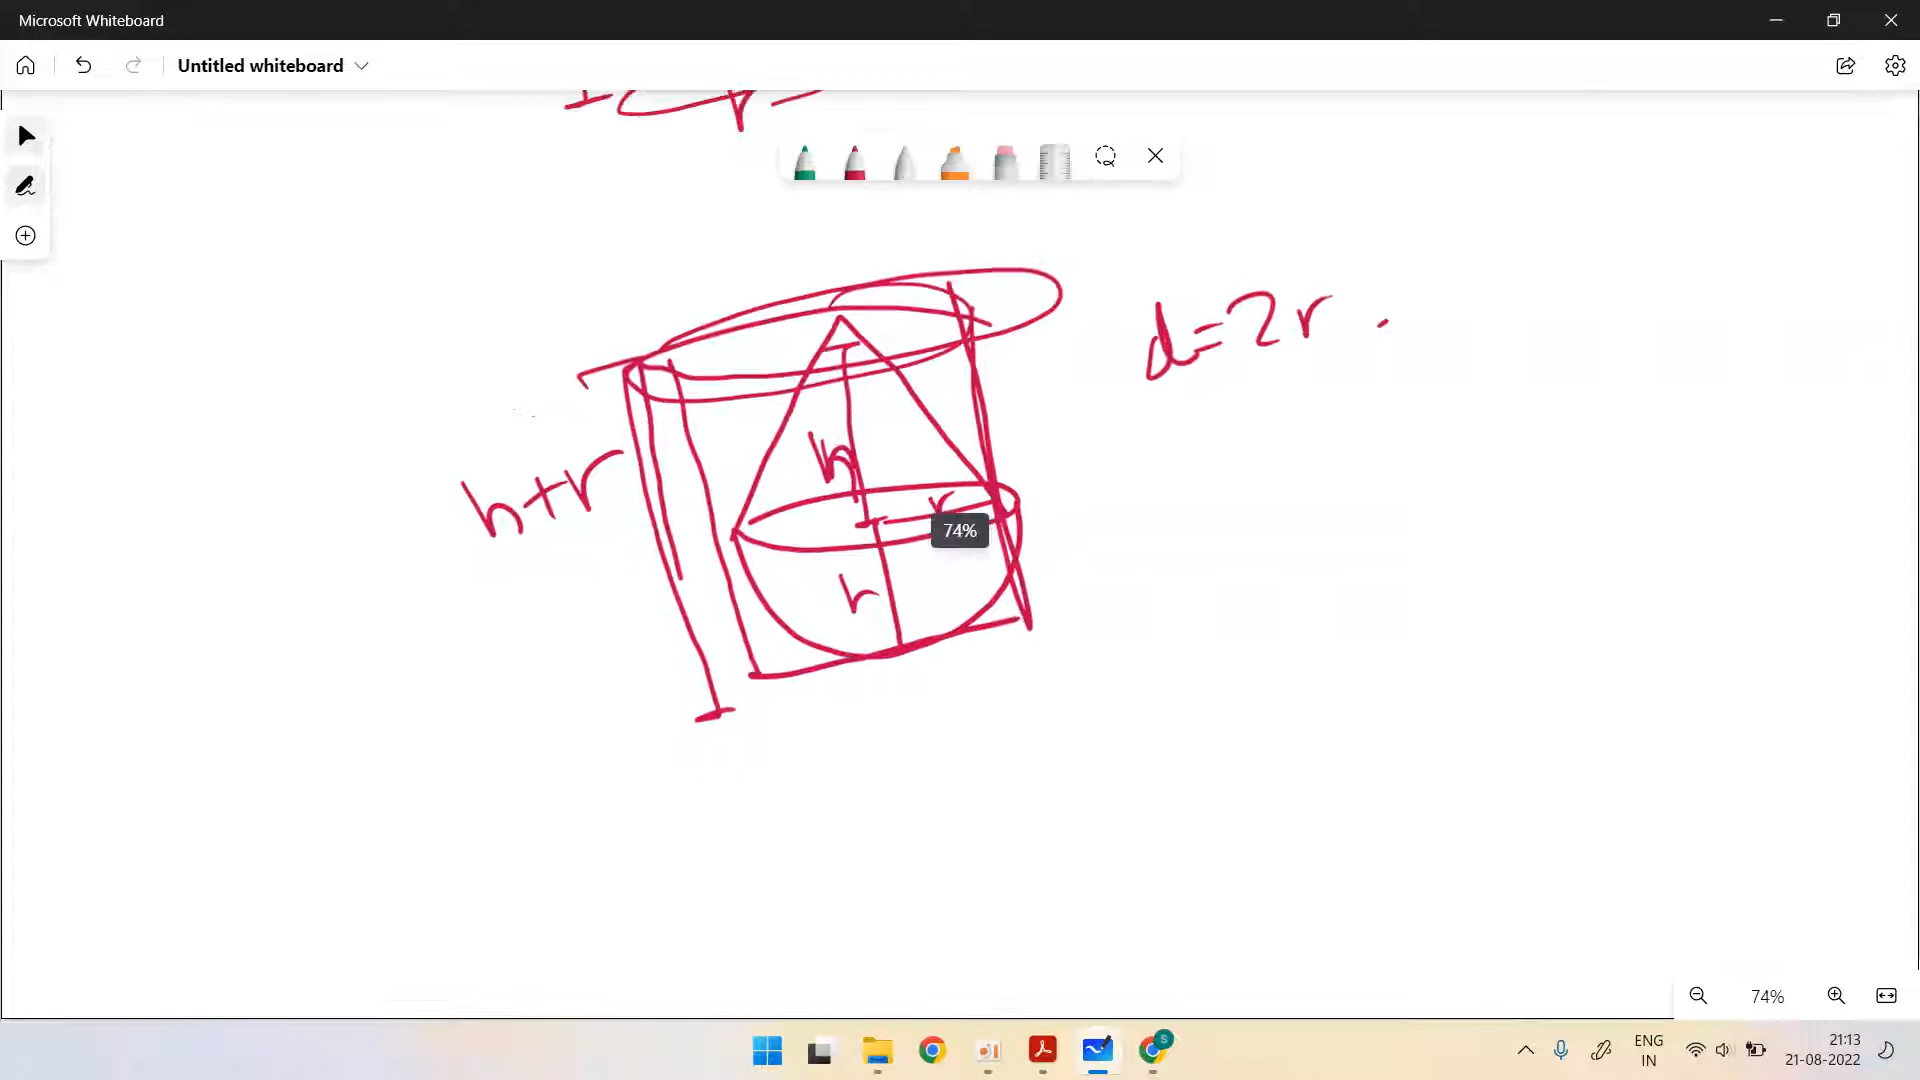 Microsoft Whiteboard
Untitled whiteboard
d=2r .
h
h+r
r
74%
r
74%
ENG
IN
21:13
21-08-2022
S